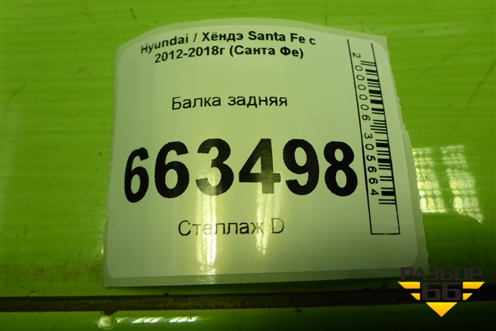 Hyundai / Хёндэ Santa Fe с
2012-2018г (Санта Фе)
Балка задняя
663498
Стеллаж D
2000006305664
РАЗБОР
66